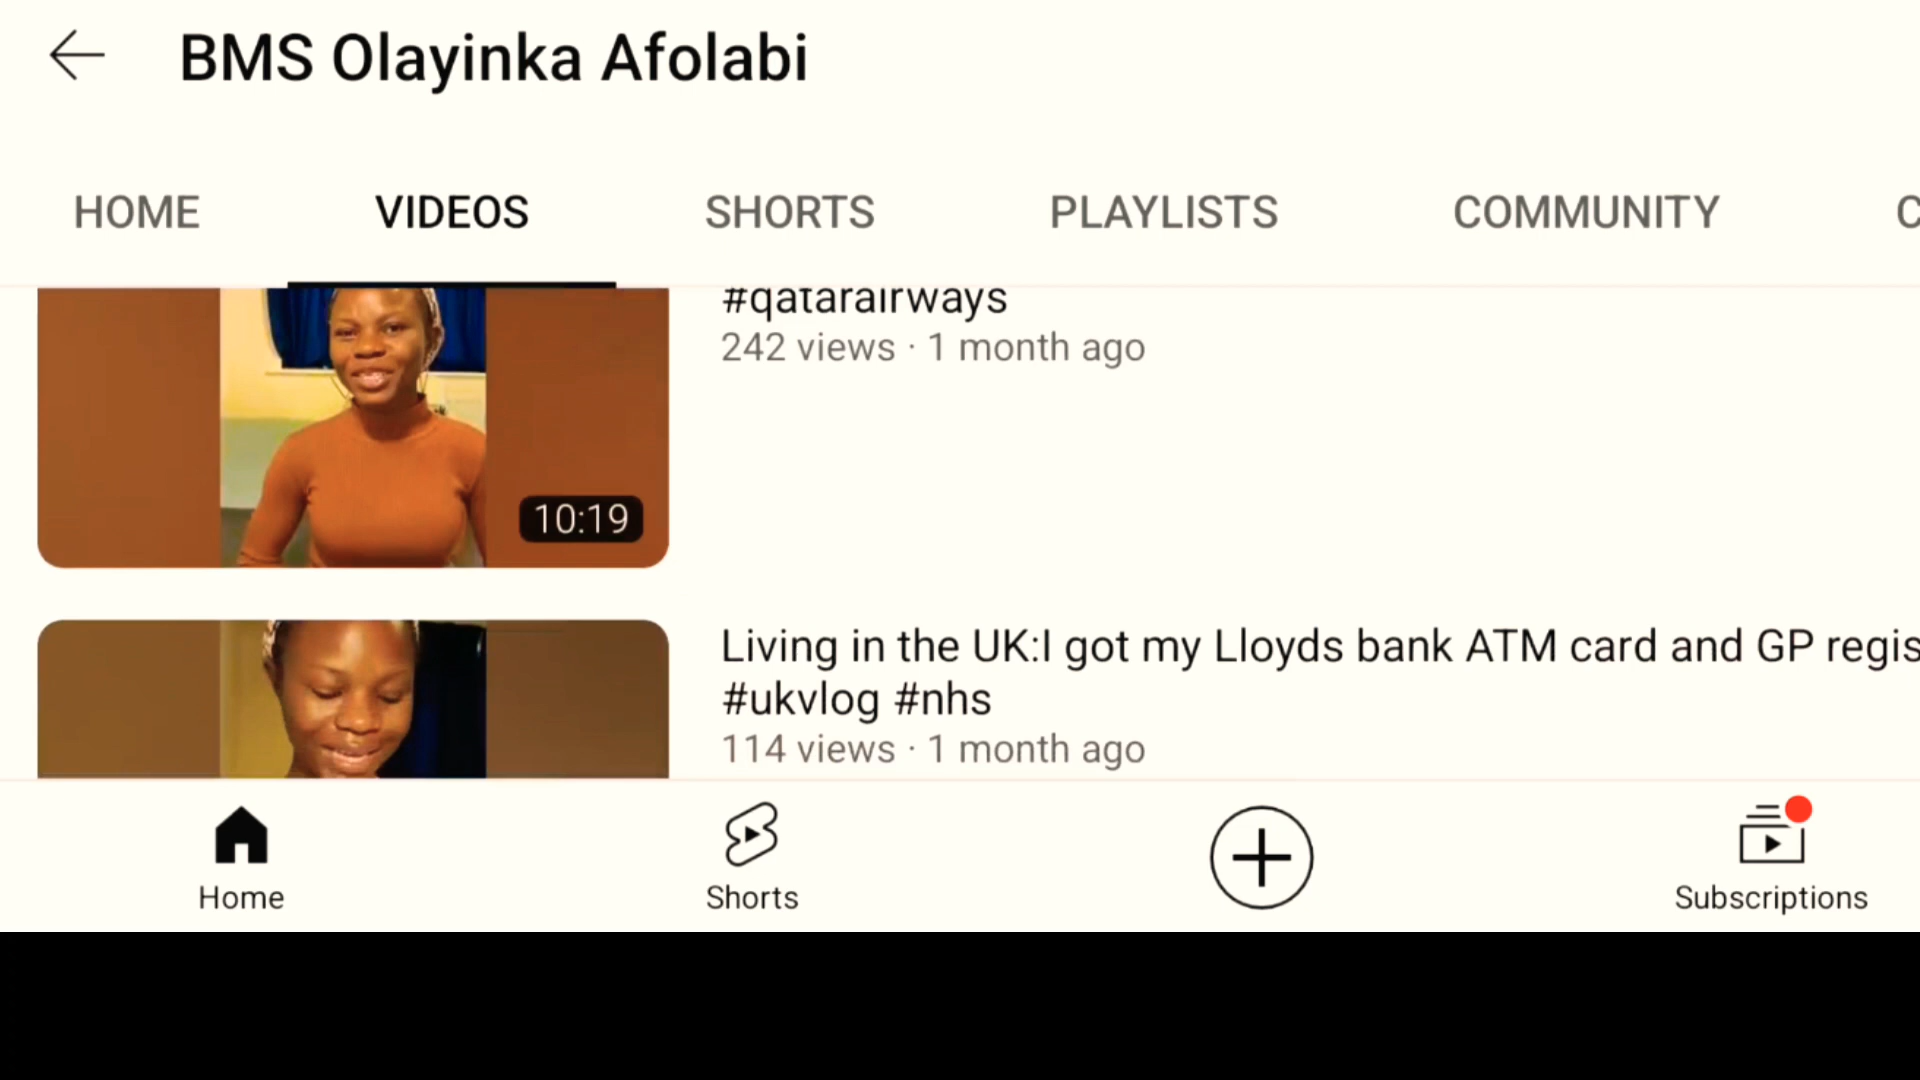 BMS Olayinka Afolabi
HOME VIDEOS SHORTS PLAYLISTS COMMUNITY C
#qatarairways
242 views · 1 month ago
10:19
Living in the UK:I got my Lloyds bank ATM card and GP regis
#ukvlog #nhs
114 views · 1 month ago
Home Shorts Subscriptions